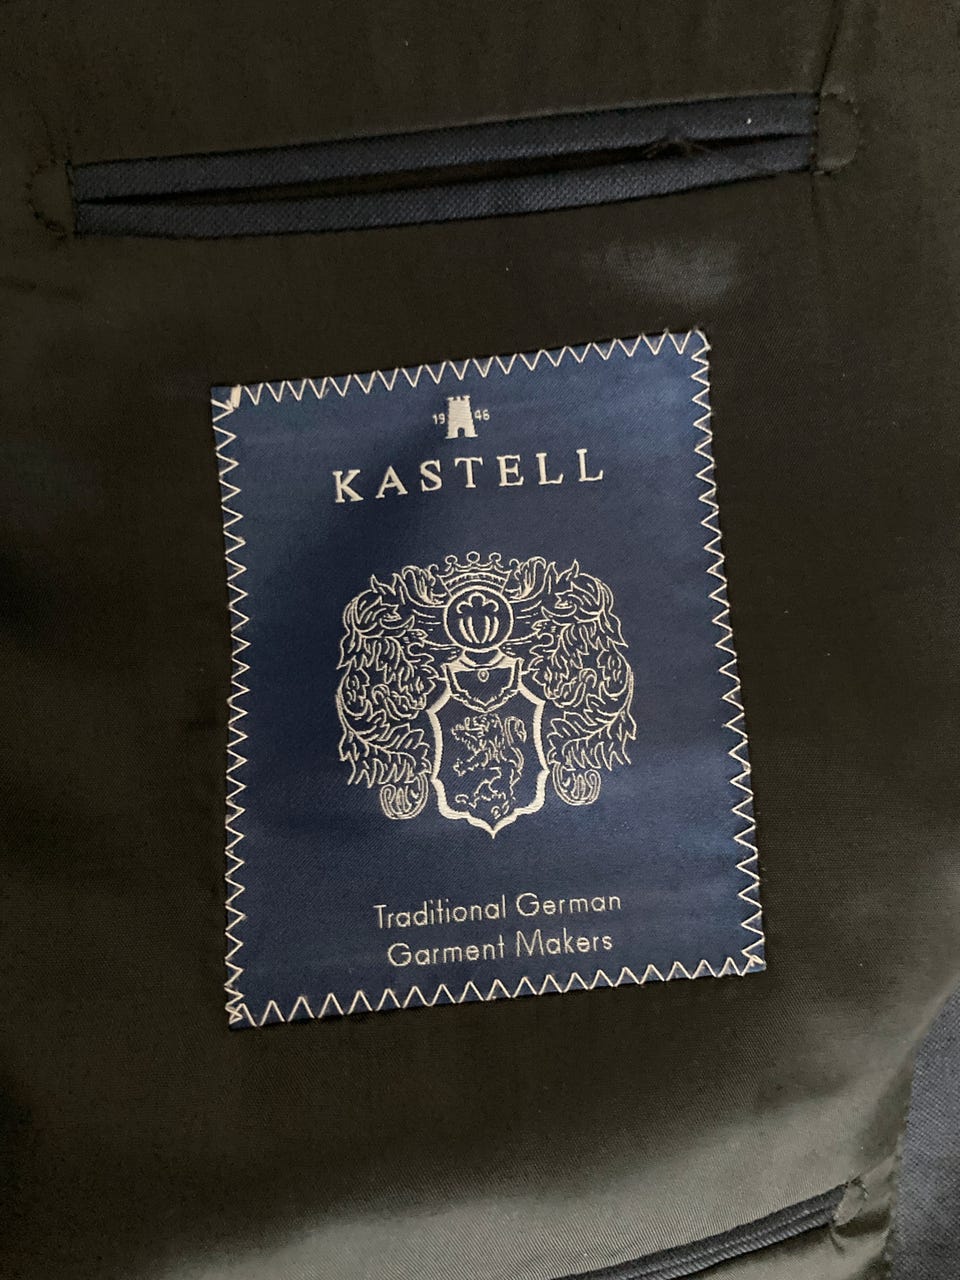 19 46
KASTELL
Traditional German
Garment Makers